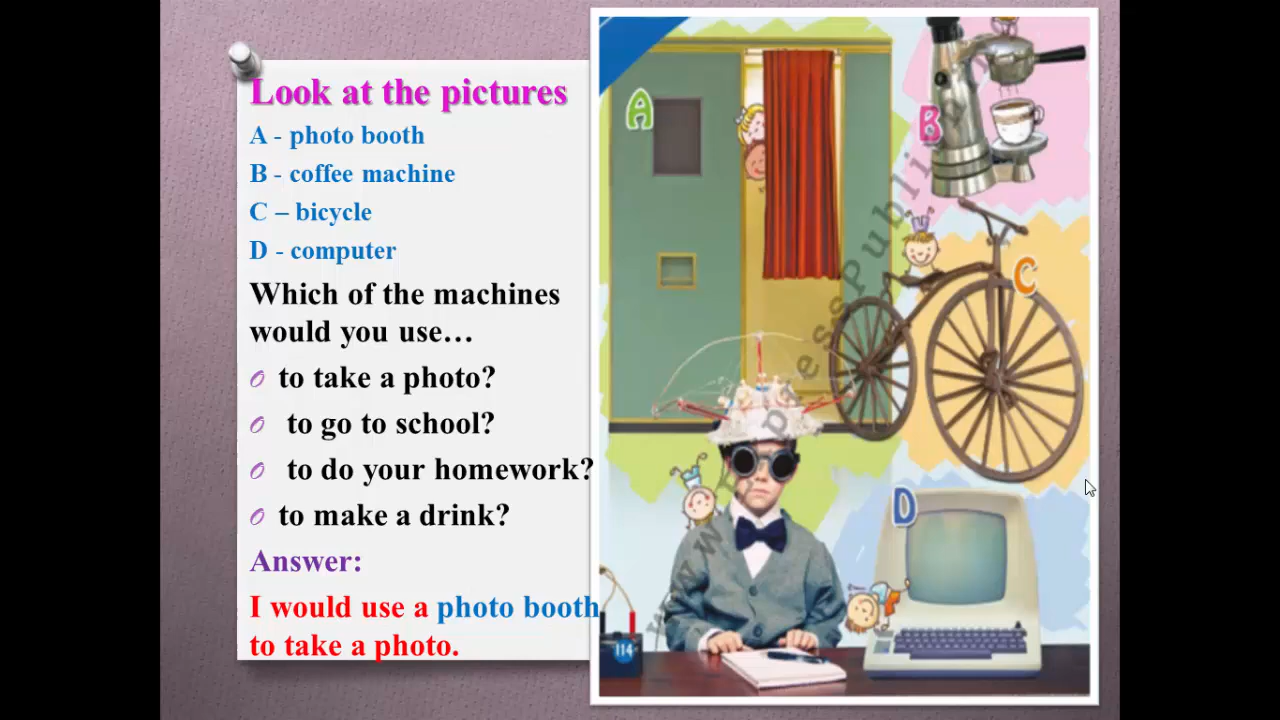 Look at the pictures
A - photo booth
B - coffee machine
C – bicycle
D - computer
Which of the machines
would you use…
to take a photo?
to go to school?
to do your homework?
to make a drink?
Answer:
I would use a photo booth
to take a photo.
A
B
C
D
114